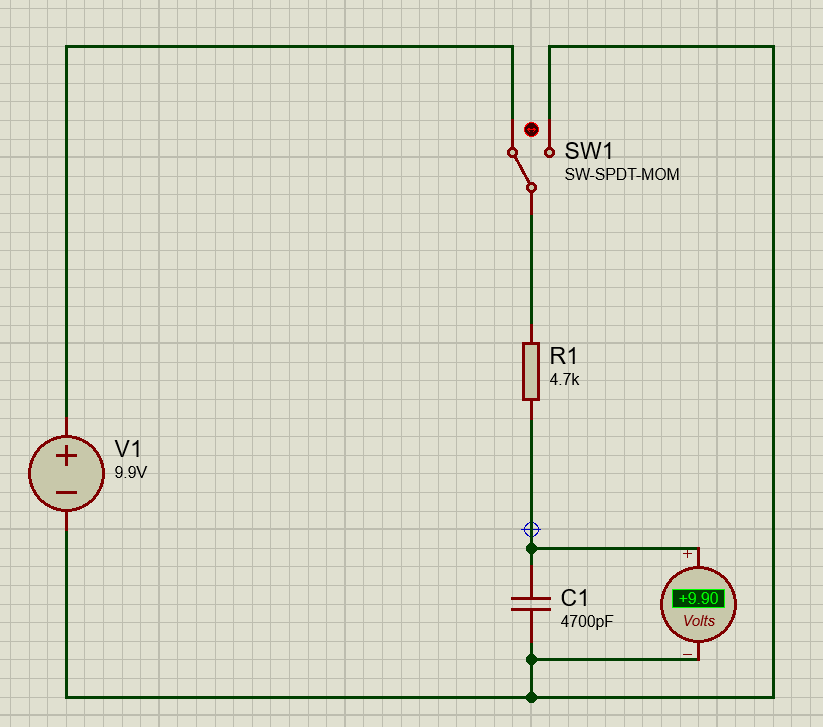 SW1
SW-SPDT-MOM
R1
4.7k
V1
9.9V
+
+9.90
Volts
C1
4700pF